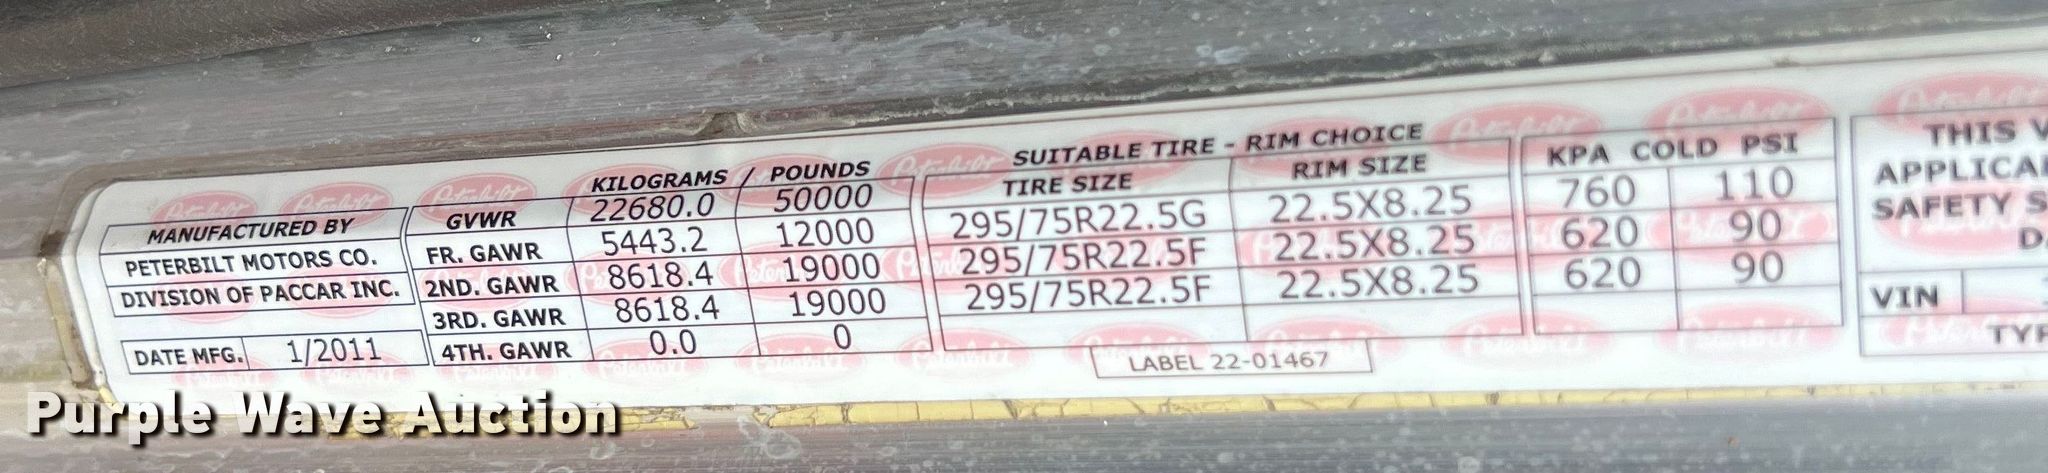 KILOGRAMS / POUNDS
SUITABLE TIRE - RIM CHOICE
TIRE SIZE RIM SIZE
KPA COLD PSI
MANUFACTURED BY
PETERBILT MOTORS CO.
DIVISION OF PACCAR INC.
DATE MFG. 1/2011
GVWR 22680.0 50000
FR. GAWR 5443.2 12000 295/75R22.5G 22.5X8.25 760 110
2ND. GAWR 8618.4 19000 295/75R22.5F 22.5X8.25 620 90
3RD. GAWR 8618.4 19000 295/75R22.5F 22.5X8.25 620 90
4TH. GAWR 0.0 0
LABEL 22-01467
THIS V
APPLICA
SAFETY S
D
VIN
TYP
Purple Wave Auction